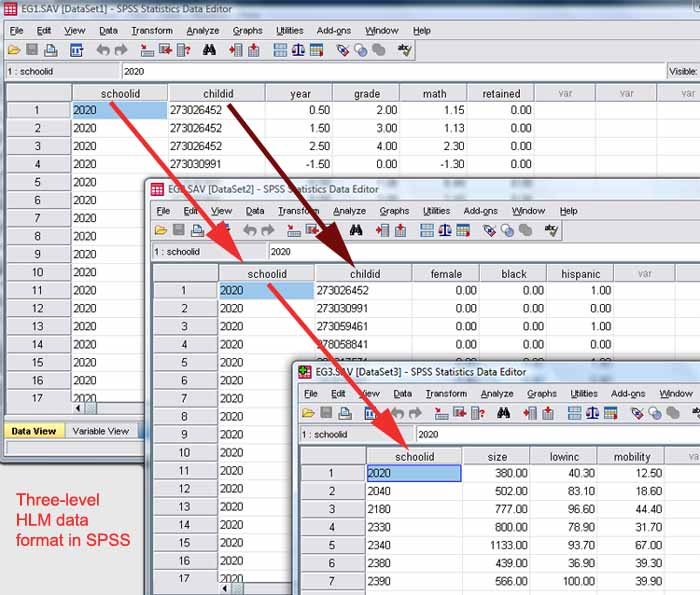 EG1.SAV [DataSet1] - SPSS Statistics Data Editor
File Edit View Data Transform Analyze Graphs Utilities Add-ons Window Help
1 : schoolid 2020 Visible:
schoolid childid year grade math retained var var var
1 2020 273026452 0.50 2.00 1.15 0.00
2 2020 273026452 1.50 3.00 1.13 0.00
3 2020 273026452 2.50 4.00 2.30 0.00
4 2020 273030991 -1.50 0.00 -1.30 0.00
5 2020
6 2020
7 2020
8 2020
9 2020
10 2020
11 2020
12 2020
13 2020
14 2020
15 2020
16 2020
17 2020
Data View Variable View
EG2.SAV [DataSet2] - SPSS Statistics Data Editor
File Edit View Data Transform Analyze Graphs Utilities Add-ons Window Help
1 : schoolid 2020
schoolid childid female black hispanic var
1 2020 273026452 0.00 0.00 1.00
2 2020 273030991 0.00 0.00 0.00
3 2020 273059461 0.00 0.00 1.00
4 2020 278058841 0.00 0.00 0.00
5 2020
6 2020
7 2020
8 2020
9 2020
10 2020
11 2020
12 2020
13 2020
14 2020
15 2020
16 2020
17 2020
EG3.SAV [DataSet3] - SPSS Statistics Data Editor
File Edit View Data Transform Analyze Graphs Utilities Add-ons Window
1 : schoolid 2020
schoolid size lowinc mobility va
1 2020 380.00 40.30 12.50
2 2040 502.00 83.10 18.60
3 2180 777.00 96.60 44.40
4 2330 800.00 78.90 31.70
5 2340 1133.00 93.70 67.00
6 2380 439.00 36.90 39.30
7 2390 566.00 100.00 39.90
Three-level
HLM data
format in SPSS